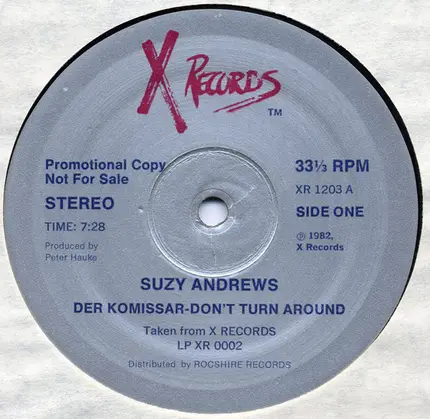 X RECORDS
TM
Promotional Copy
Not For Sale
STEREO
TIME: 7:28
Produced by
Peter Hauke
33⅓ RPM
XR 1203 A
SIDE ONE
℗ 1982,
X Records
SUZY ANDREWS
DER KOMISSAR-DON'T TURN AROUND
Taken from X RECORDS
LP XR 0002
Distributed by ROCSHIRE RECORDS